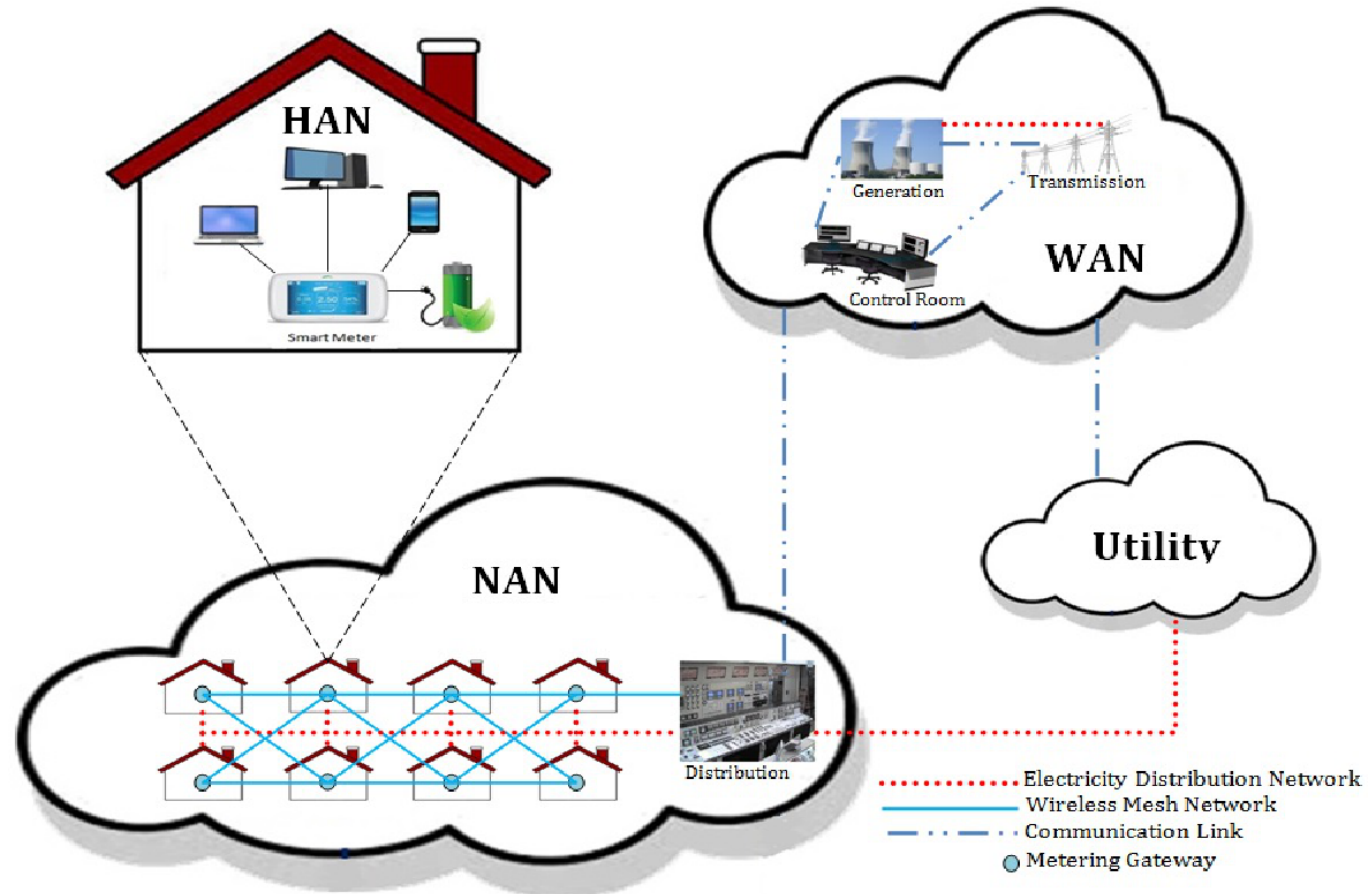 HAN
Smart Meter
Generation
Transmission
WAN
Control Room
Utility
NAN
Distribution
Electricity Distribution Network
Wireless Mesh Network
Communication Link
Metering Gateway